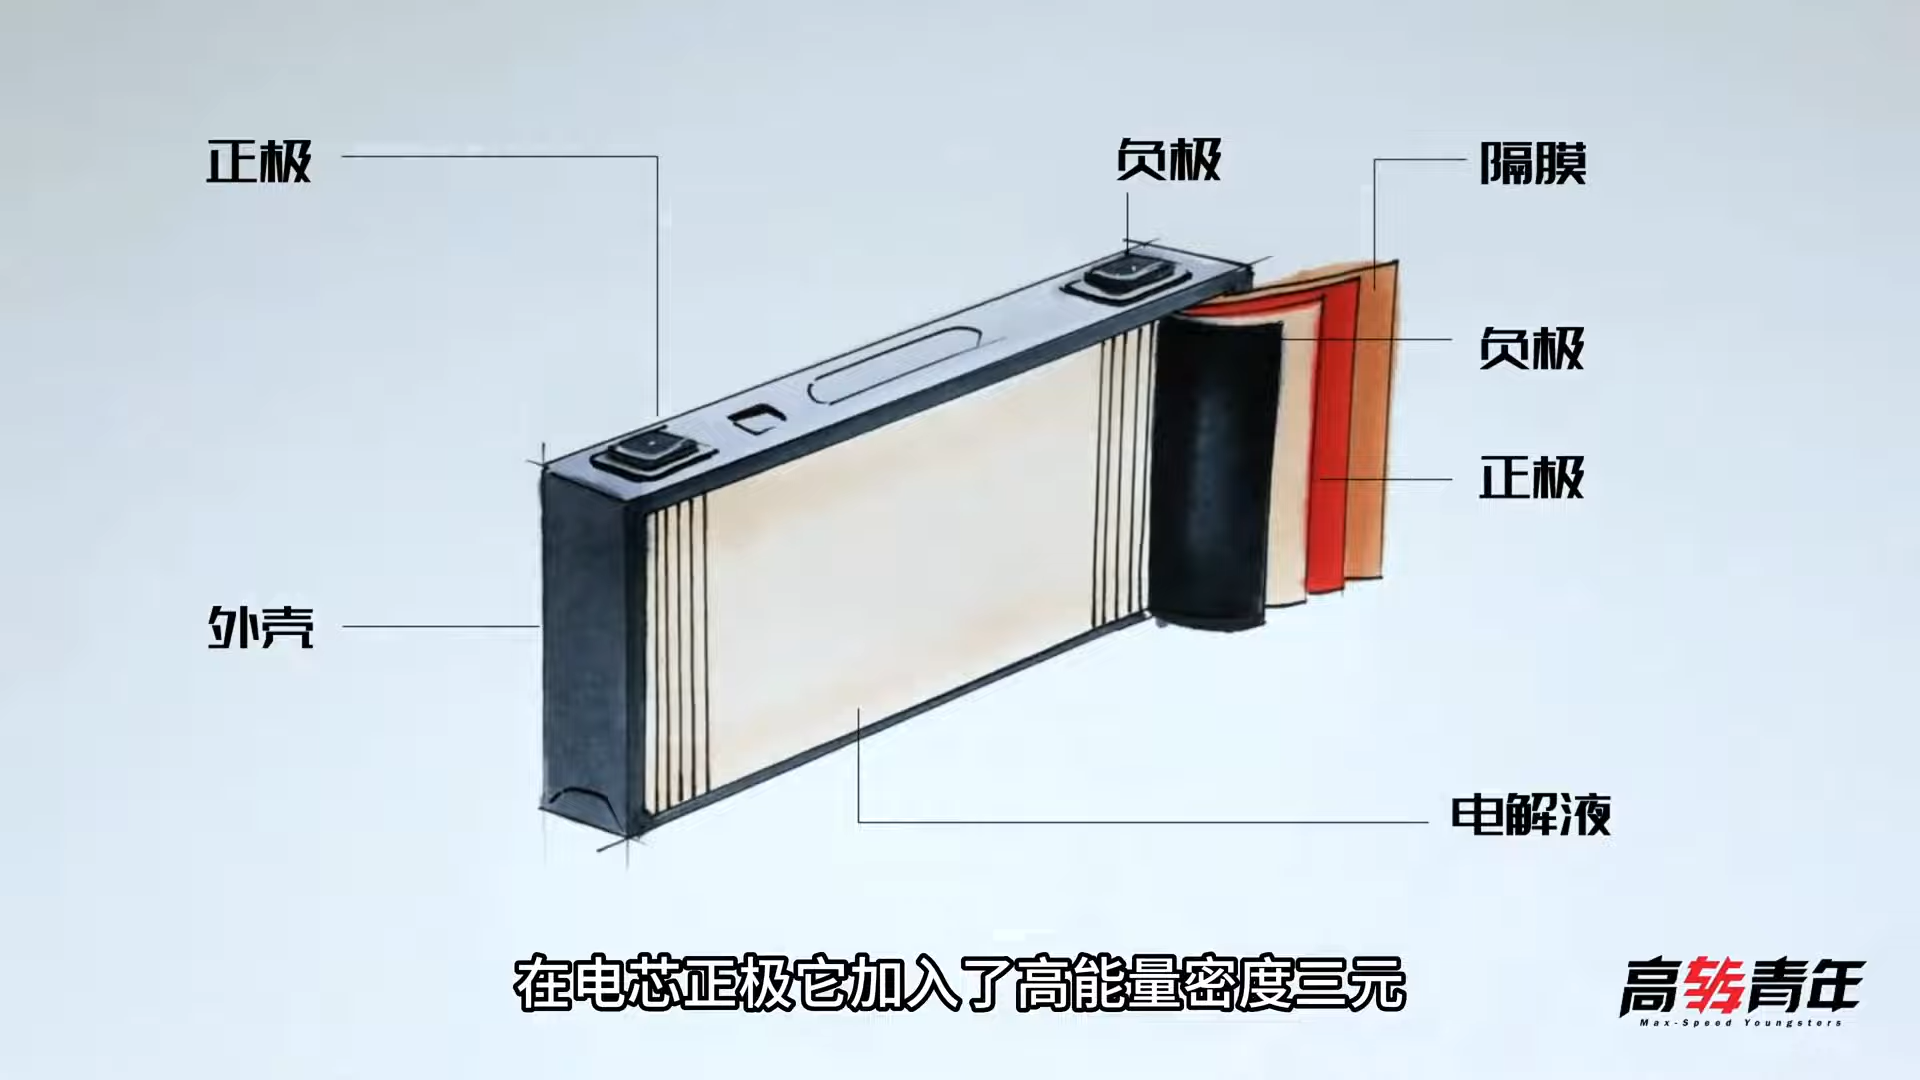 正极
负极
隔膜
负极
正极
外壳
电解液
在电芯正极它加入了高能量密度三元
高转青年
Max-Speed Youngsters